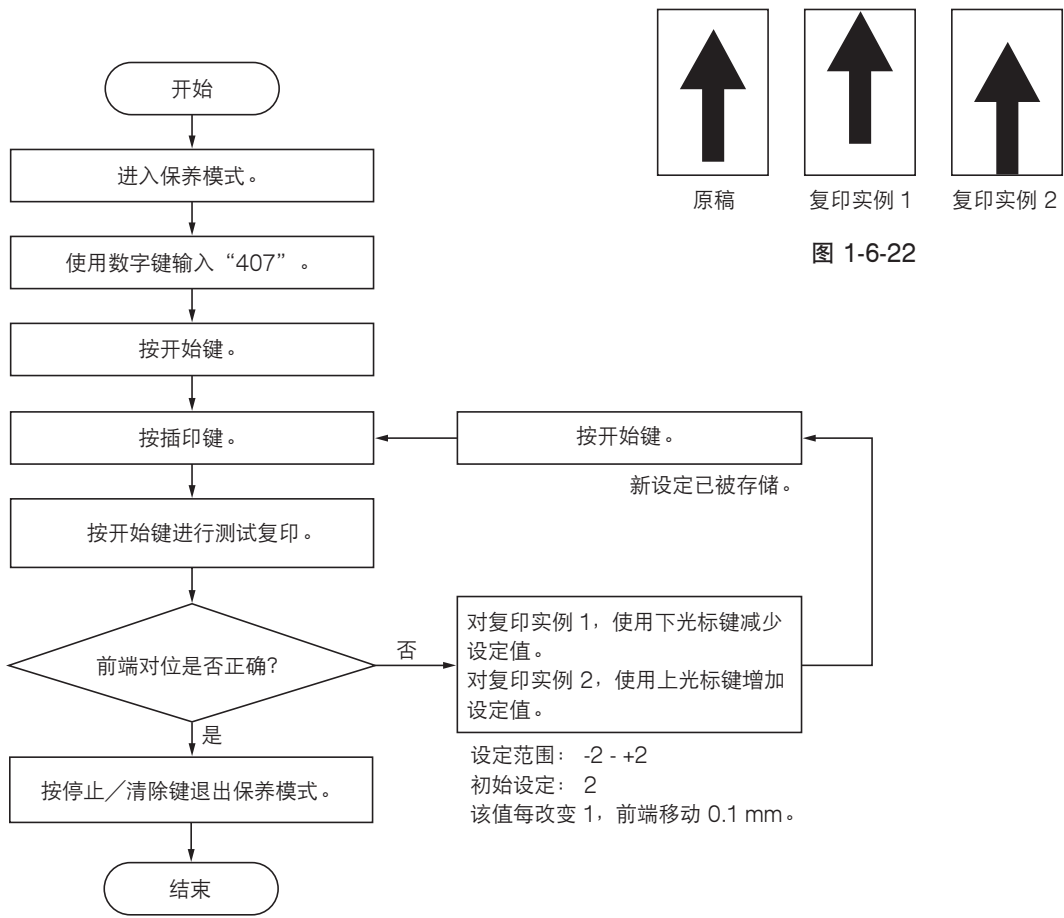 开始
进入保养模式。
使用数字键输入“407”。
按开始键。
按插印键。
按开始键进行测试复印。
前端对位是否正确?
是
按停止／清除键退出保养模式。
结束
否
对复印实例 1，使用下光标键减少
设定值。
对复印实例 2，使用上光标键增加
设定值。
设定范围： -2 - +2
初始设定： 2
该值每改变 1，前端移动 0.1 mm。
按开始键。
新设定已被存储。
原稿
复印实例 1
复印实例 2
图 1-6-22